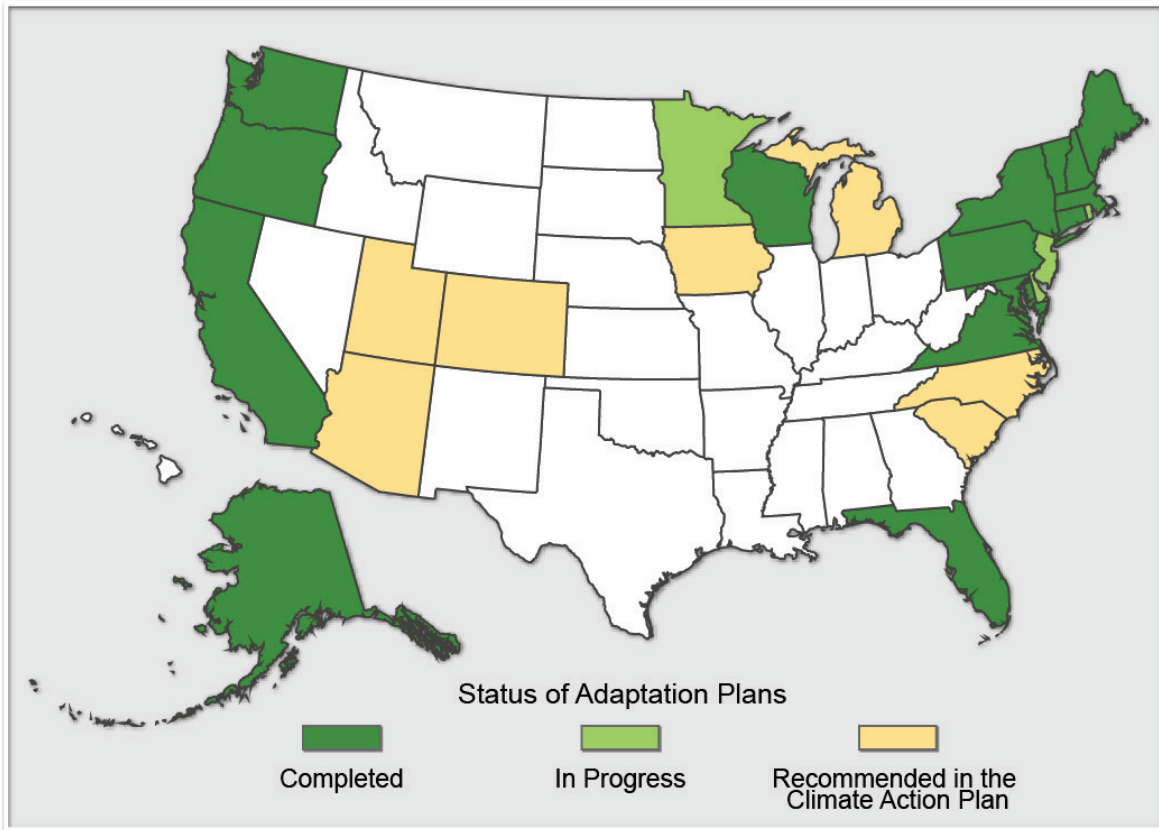 Status of Adaptation Plans
Completed
In Progress
Recommended in the
Climate Action Plan